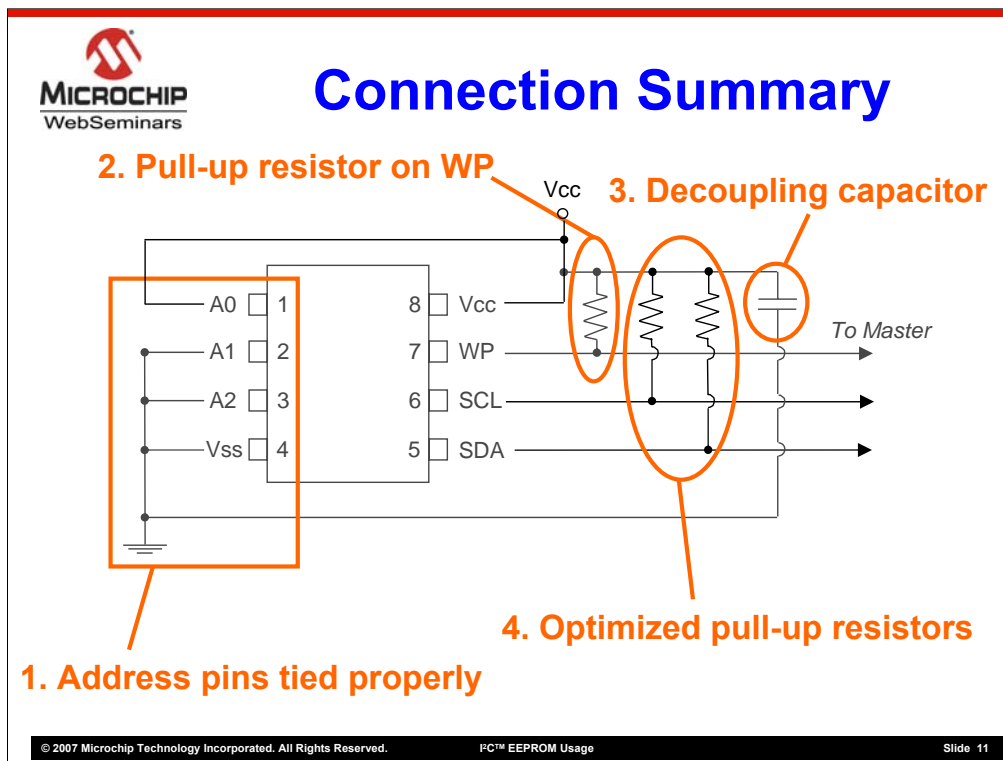 MICROCHIP
WebSeminars
Connection Summary
2. Pull-up resistor on WP
Vcc
3. Decoupling capacitor
A0 1 8 Vcc
To Master
A1 2 7 WP
A2 3 6 SCL
Vss 4 5 SDA
4. Optimized pull-up resistors
1. Address pins tied properly
© 2007 Microchip Technology Incorporated. All Rights Reserved. I²C™ EEPROM Usage Slide 11